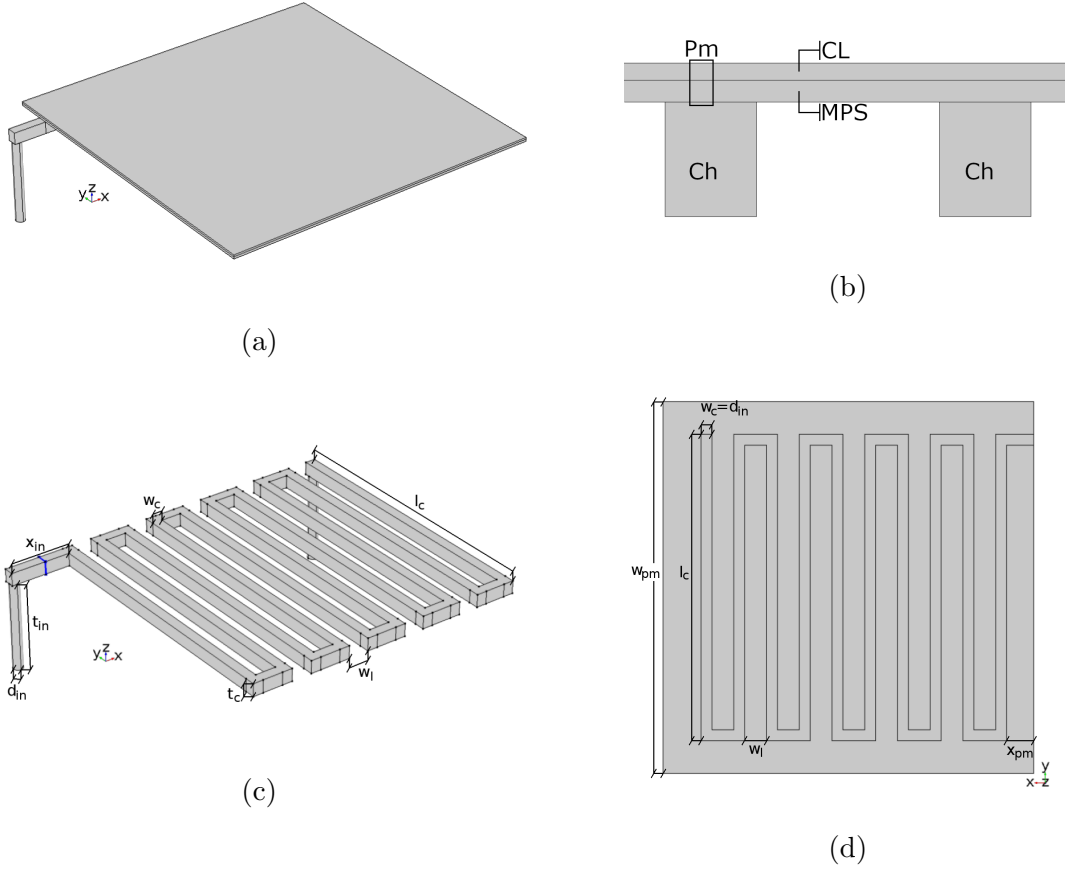 y z x
(a)
Pm
CL
MPS
Ch Ch
(b)
x_in
w_c
l_c
t_in
d_in
y z x
t_c
w_l
(c)
w_c=d_in
w_pm
l_c
w_l
x_pm
y
x z
(d)